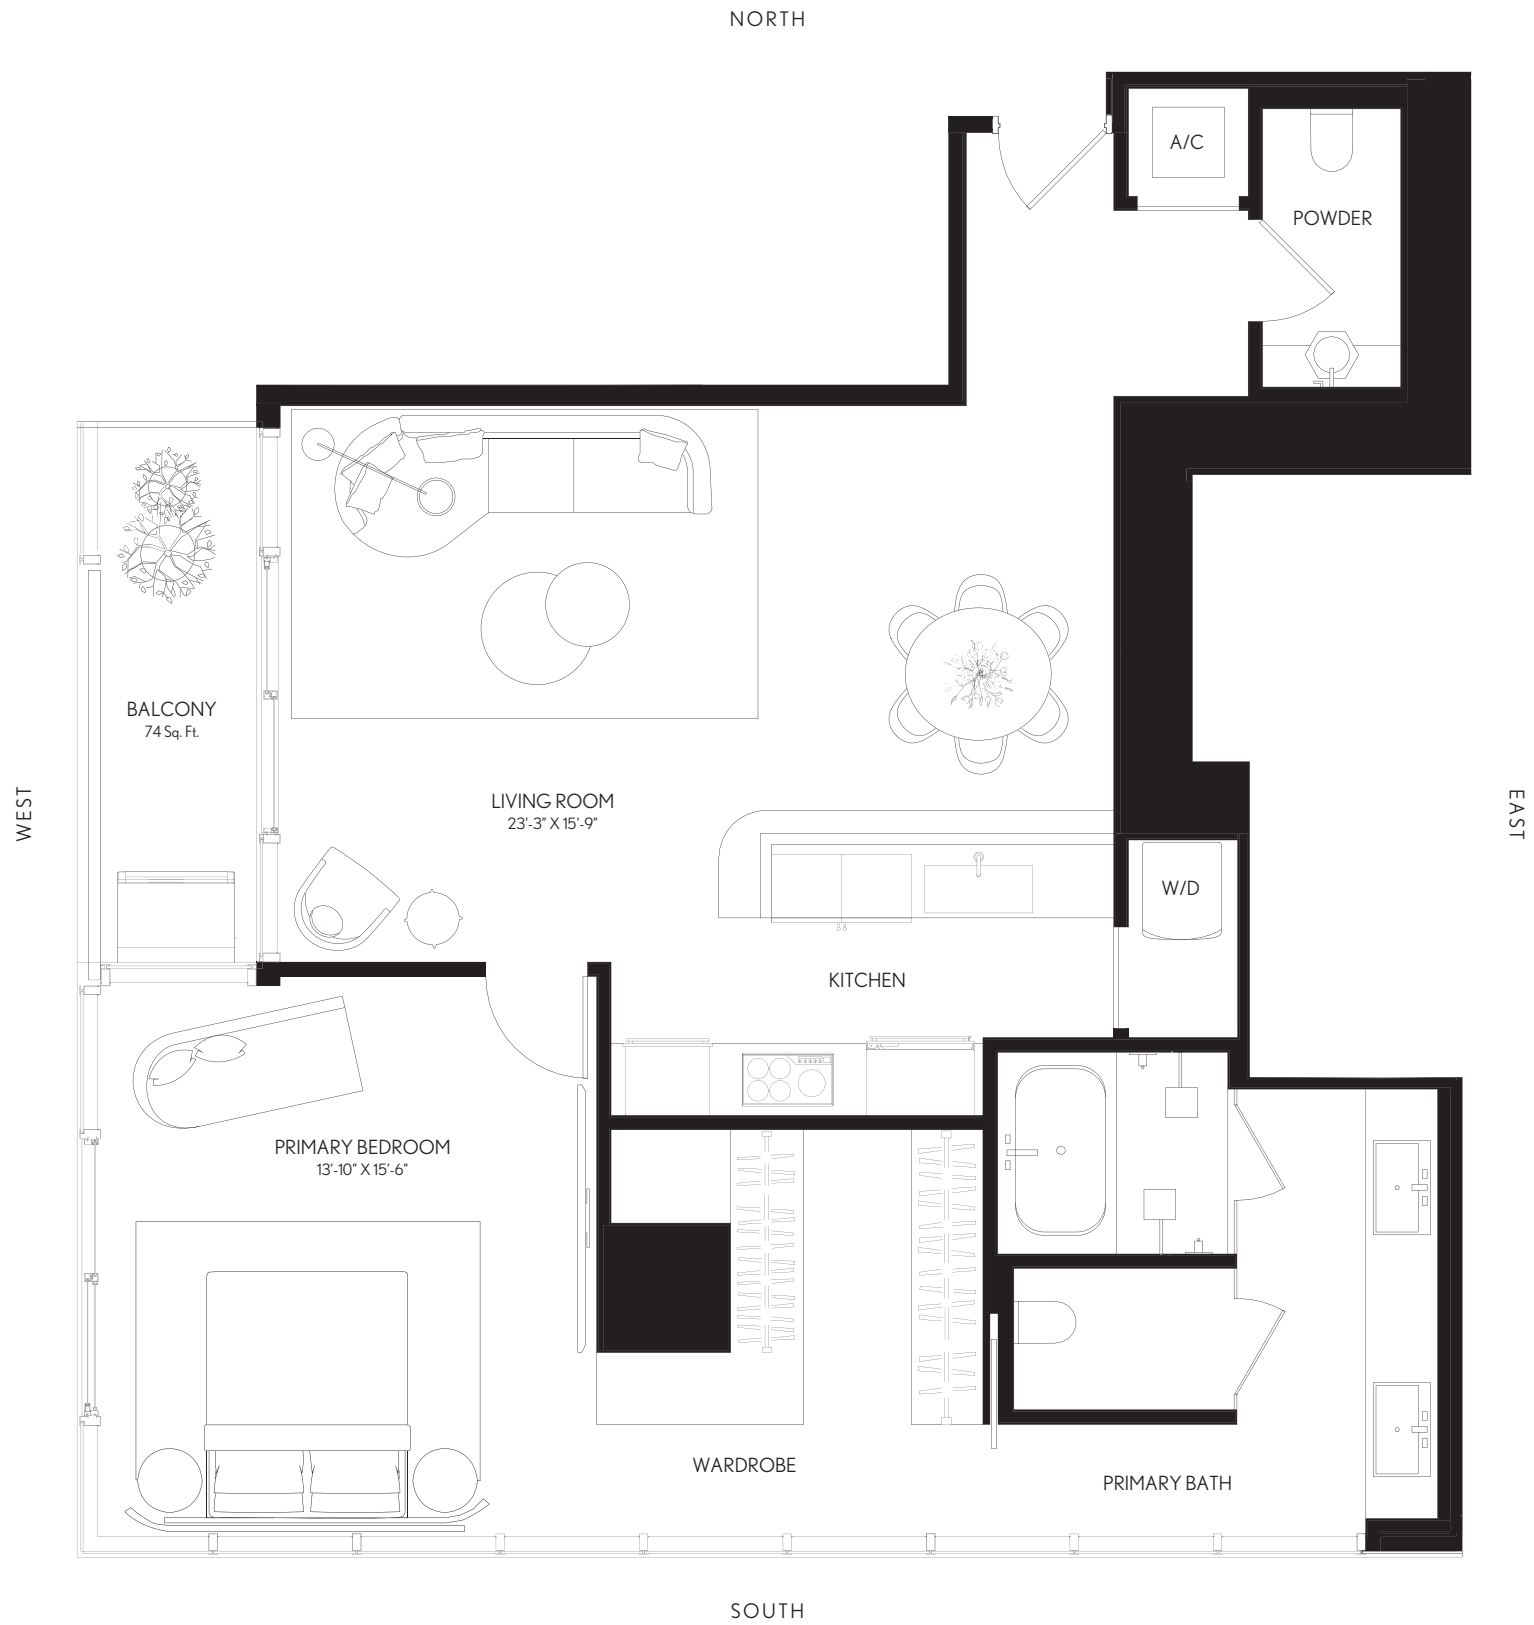 NORTH
A/C
POWDER
BALCONY
74 Sq. Ft.
WEST
EAST
LIVING ROOM
23'-3" X 15'-9"
W/D
KITCHEN
PRIMARY BEDROOM
13'-10" X 15'-6"
WARDROBE
PRIMARY BATH
SOUTH